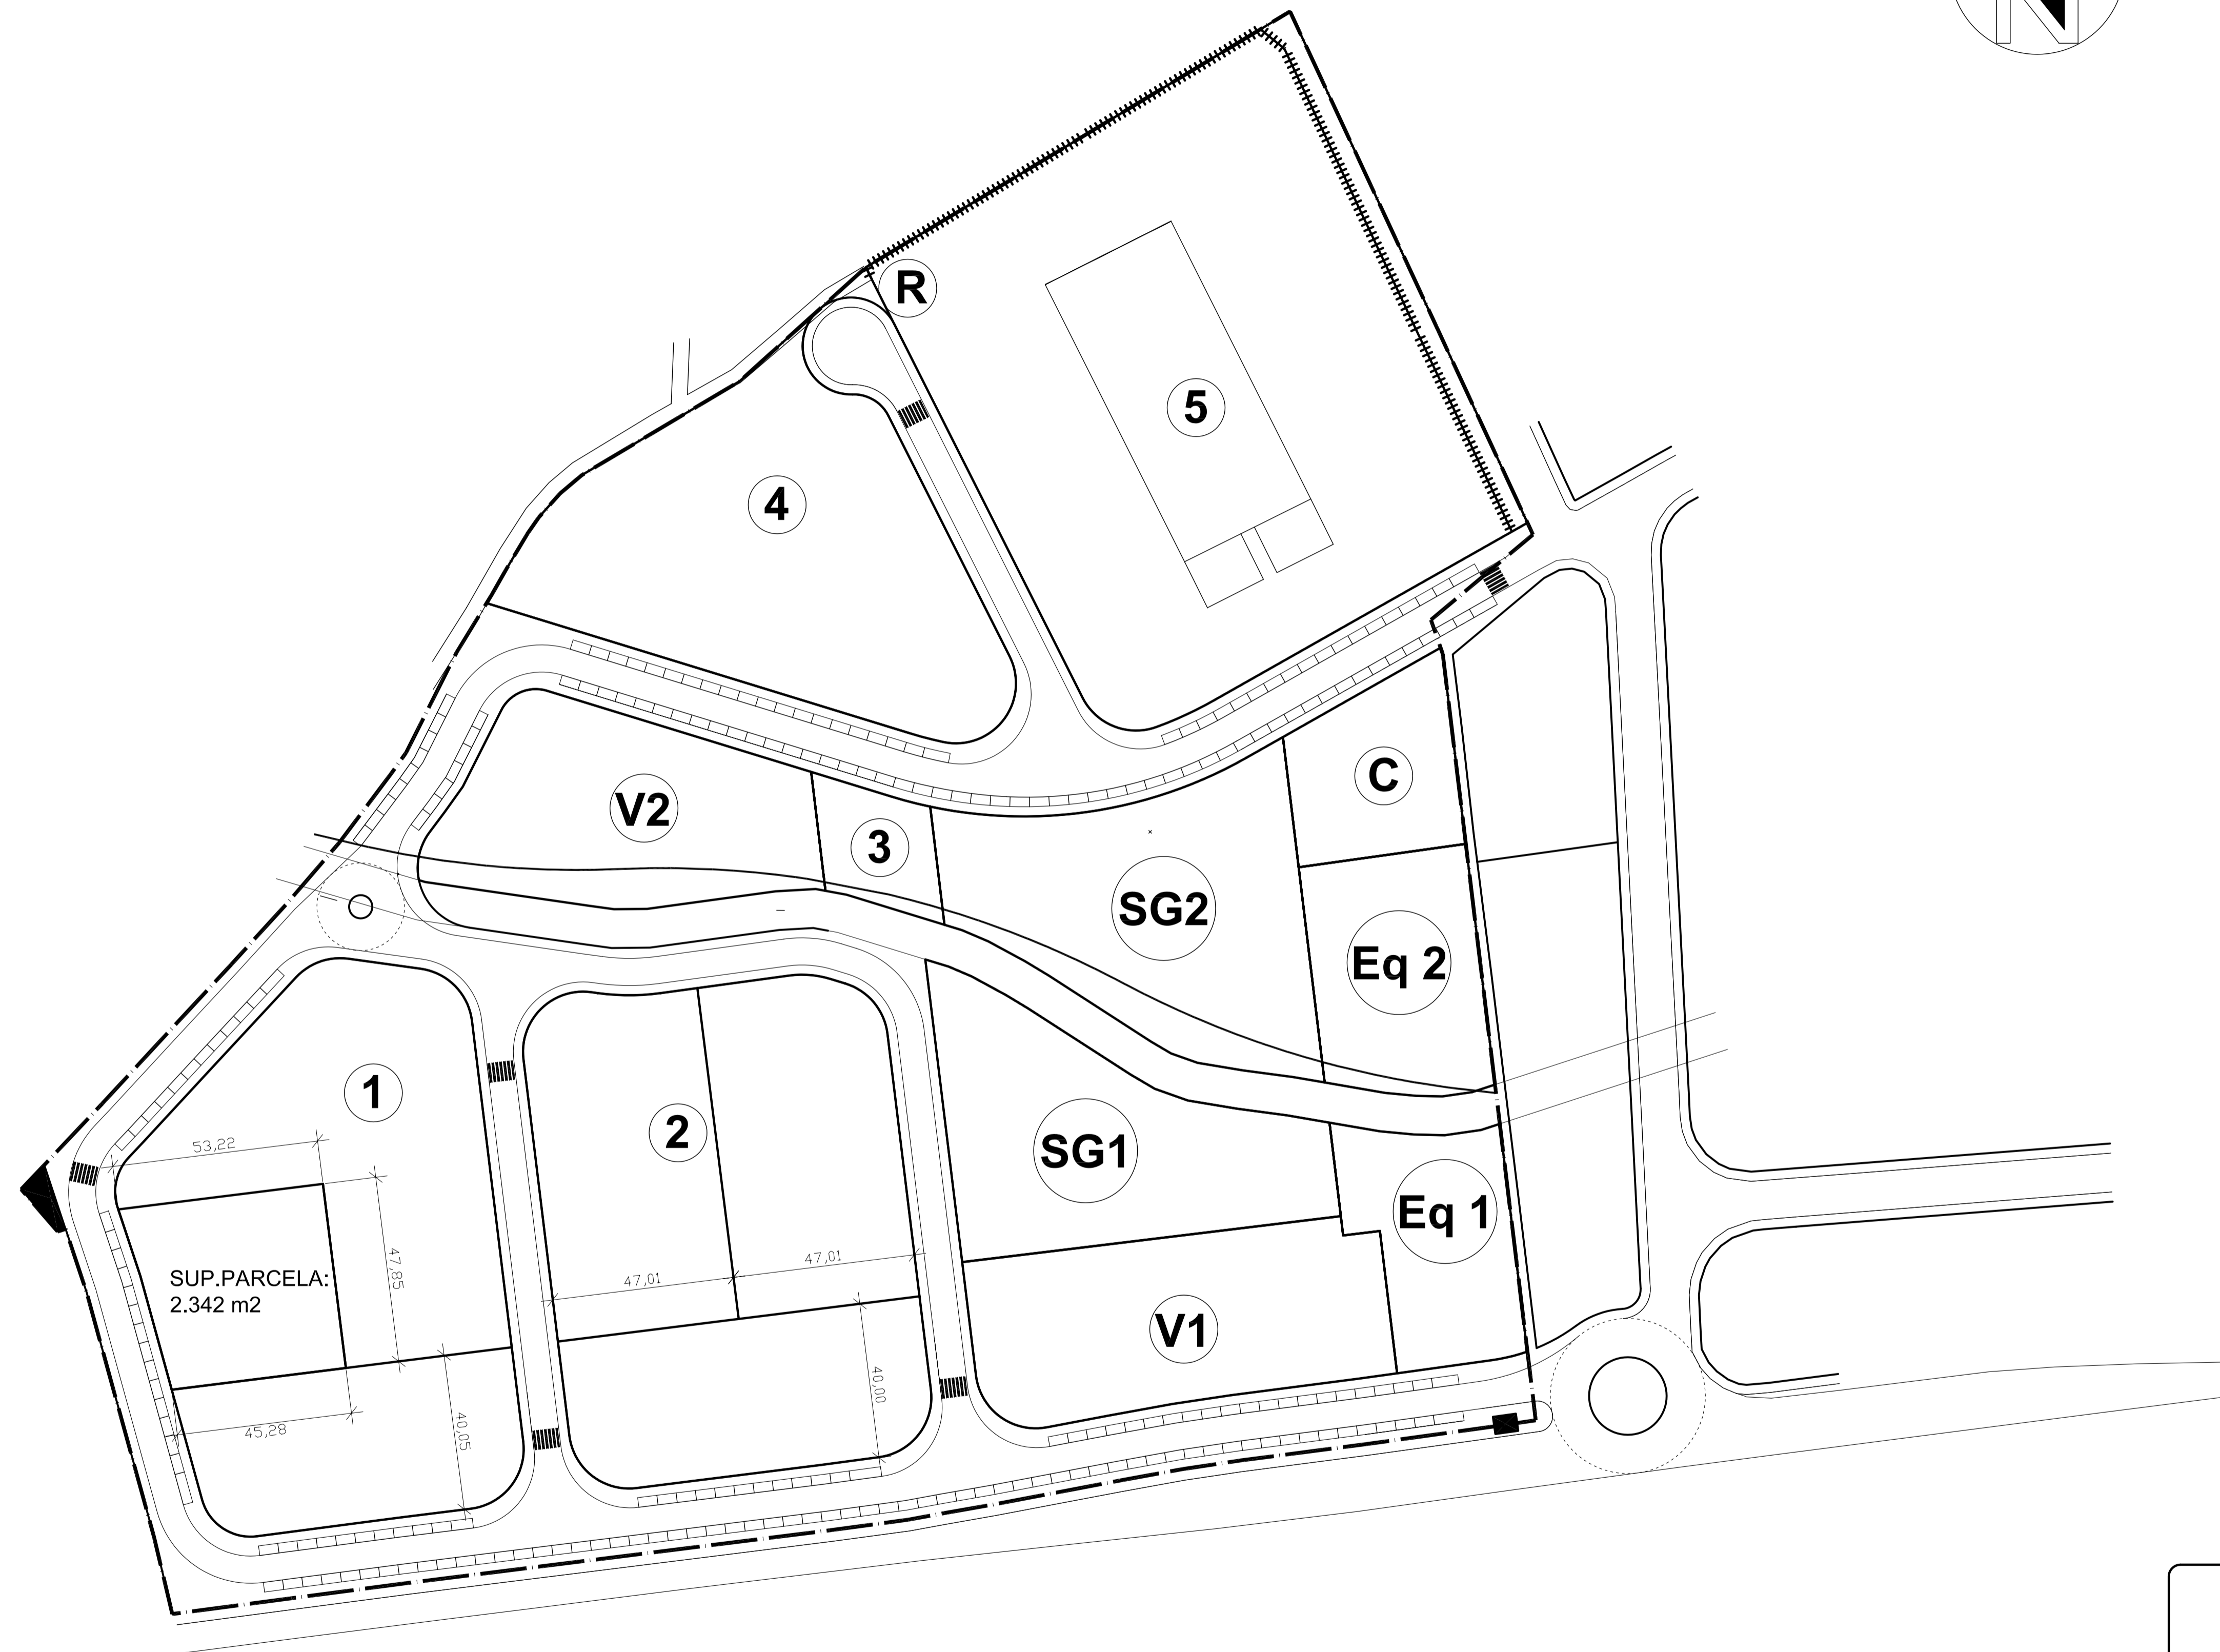 N
R
5
4
C
V2
3
SG2
Eq 2
1
2
53,22
SG1
Eq 1
47,85
47,01
47,01
SUP.PARCELA:
2.342 m2
V1
40,00
45,28
40,05